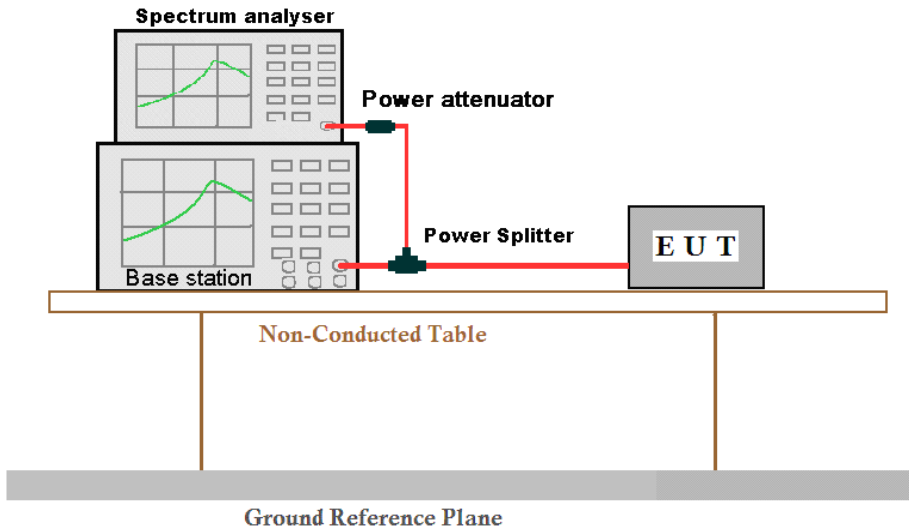 Spectrum analyser
Power attenuator
Power Splitter
E U T
Base station
Non-Conducted Table
Ground Reference Plane